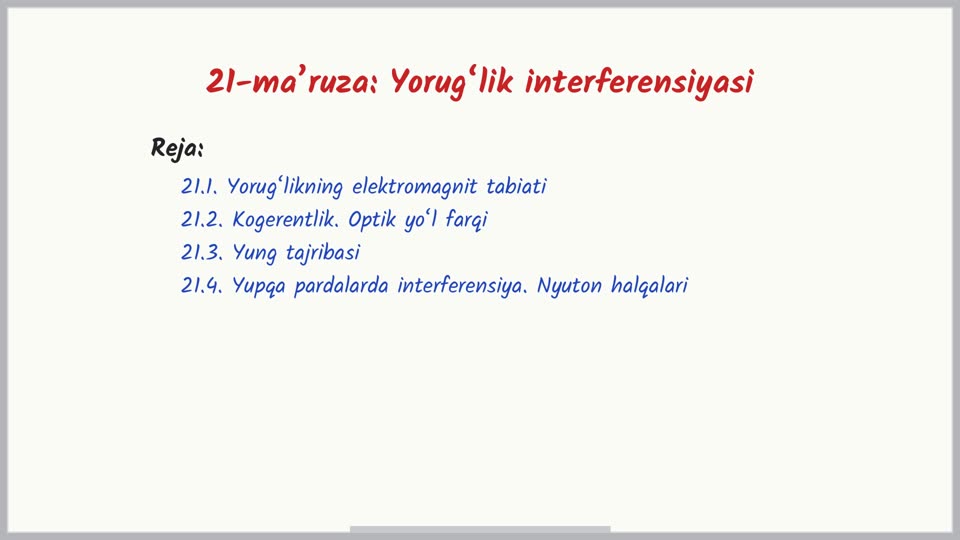 21-ma’ruza: Yorug‘lik interferensiyasi
Reja:
21.1. Yorug‘likning elektromagnit tabiati
21.2. Kogerentlik. Optik yo‘l farqi
21.3. Yung tajribasi
21.4. Yupqa pardalarda interferensiya. Nyuton halqalari